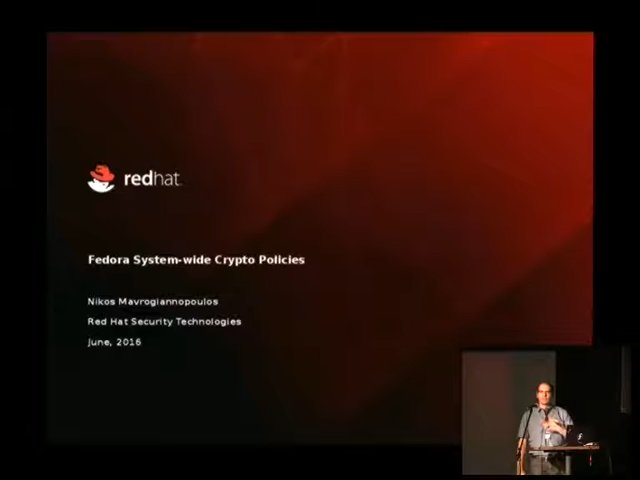 redhat.
Fedora System-wide Crypto Policies
Nikos Mavrogiannopoulos
Red Hat Security Technologies
June, 2016